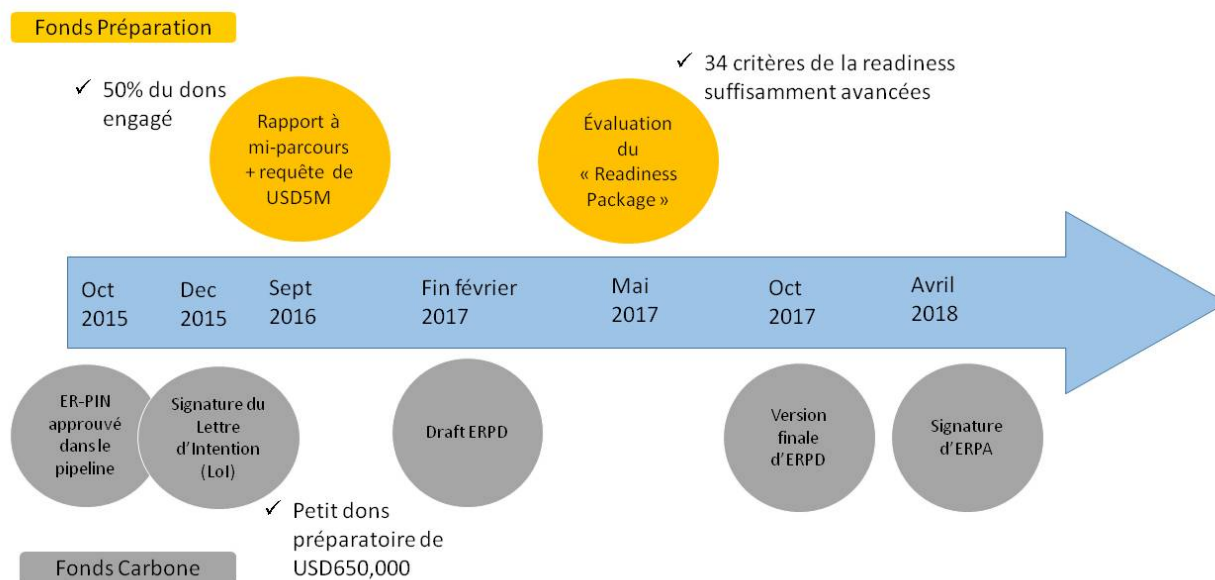 Fonds Préparation
✓ 50% du dons
engagé
Rapport à
mi-parcours
+ requête de
USD5M
Évaluation
du
« Readiness
Package »
✓ 34 critères de la readiness
suffisamment avancées
Oct
2015
Dec
2015
Sept
2016
Fin février
2017
Mai
2017
Oct
2017
Avril
2018
ER-PIN
approuvé
dans le
pipeline
Signature du
Lettre
d'Intention
(LoI)
Draft ERPD
Version
finale
d'ERPD
Signature
d'ERPA
✓ Petit dons
préparatoire de
USD650,000
Fonds Carbone